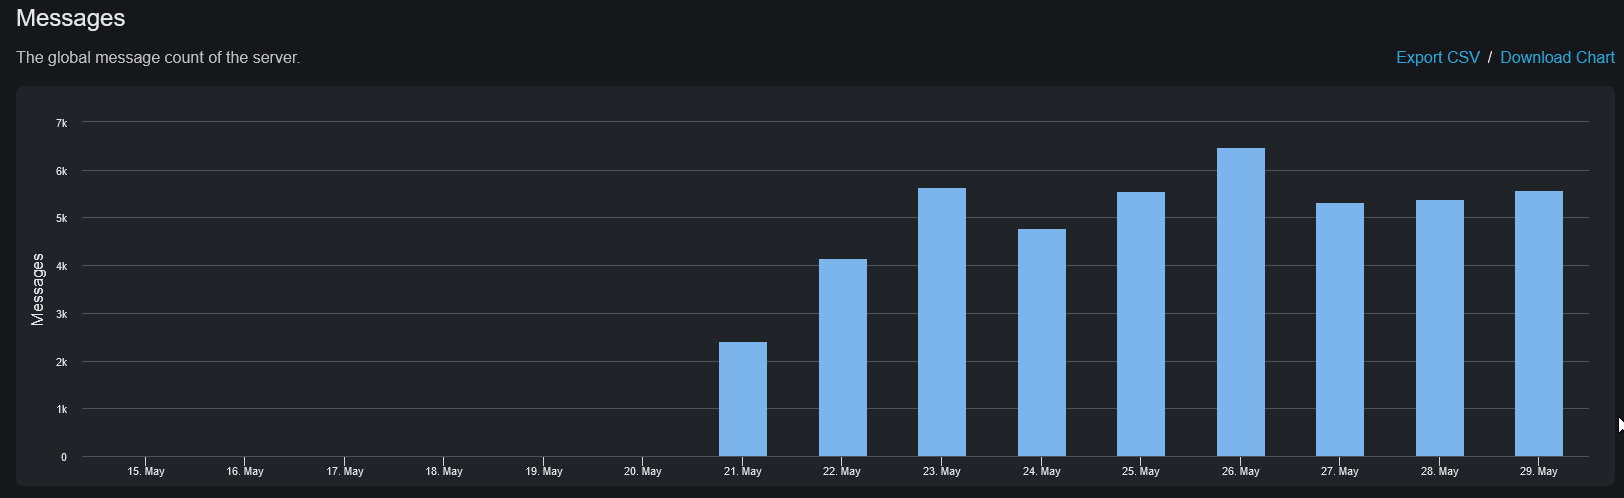 Messages
The global message count of the server.
Export CSV / Download Chart
7k
6k
5k
4k
3k
2k
1k
0
Messages
15. May 16. May 17. May 18. May 19. May 20. May 21. May 22. May 23. May 24. May 25. May 26. May 27. May 28. May 29. May